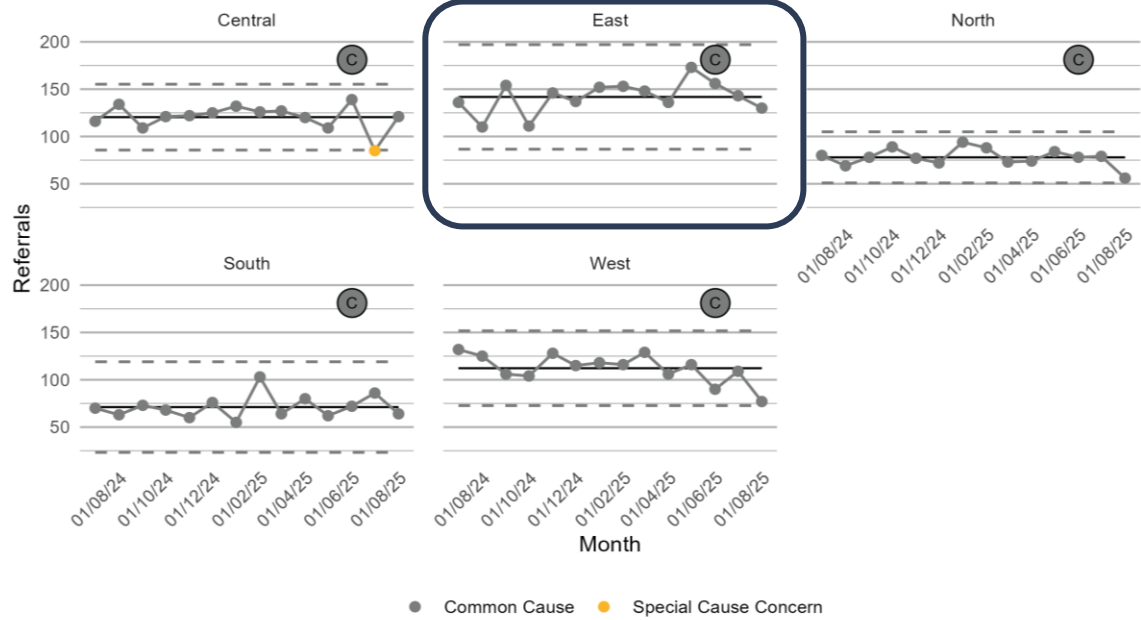 Central
East
North
200
150
100
50
C
C
C
01/08/24
01/10/24
01/12/24
01/02/25
01/04/25
01/06/25
01/08/25
Referrals
South
West
200
150
100
50
C
C
01/08/24
01/10/24
01/12/24
01/02/25
01/04/25
01/06/25
01/08/25
01/08/24
01/10/24
01/12/24
01/02/25
01/04/25
01/06/25
01/08/25
Month
Common Cause
Special Cause Concern